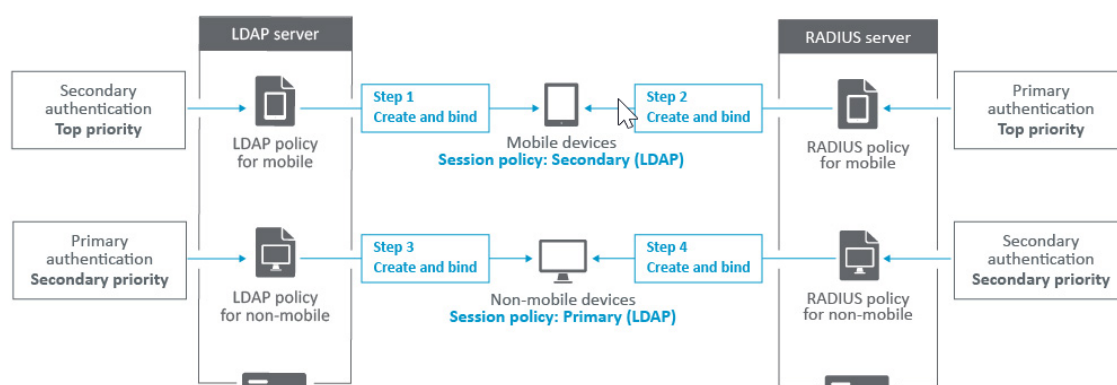 LDAP server
RADIUS server
Secondary
authentication
Top priority
LDAP policy
for mobile
Step 1
Create and bind
Mobile devices
Session policy: Secondary (LDAP)
Step 2
Create and bind
RADIUS policy
for mobile
Primary
authentication
Top priority
Primary
authentication
Secondary priority
LDAP policy
for non-mobile
Step 3
Create and bind
Non-mobile devices
Session policy: Primary (LDAP)
Step 4
Create and bind
RADIUS policy
for non-mobile
Secondary
authentication
Secondary priority